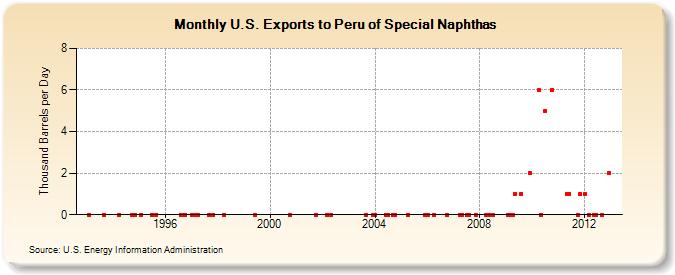 Monthly U.S. Exports to Peru of Special Naphthas
Thousand Barrels per Day
8
6
4
2
0
1996 2000 2004 2008 2012
Source: U.S. Energy Information Administration